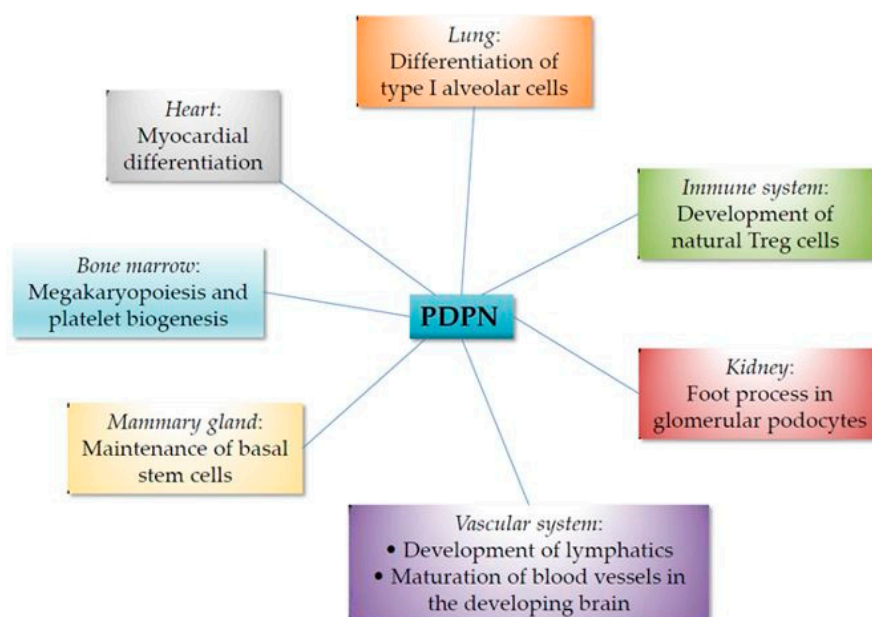 Lung:
Differentiation of
type I alveolar cells
Heart:
Myocardial
differentiation
Immune system:
Development of
natural Treg cells
Bone marrow:
Megakaryopoiesis and
platelet biogenesis
PDPN
Kidney:
Foot process in
glomerular podocytes
Mammary gland:
Maintenance of basal
stem cells
Vascular system:
• Development of lymphatics
• Maturation of blood vessels in
the developing brain